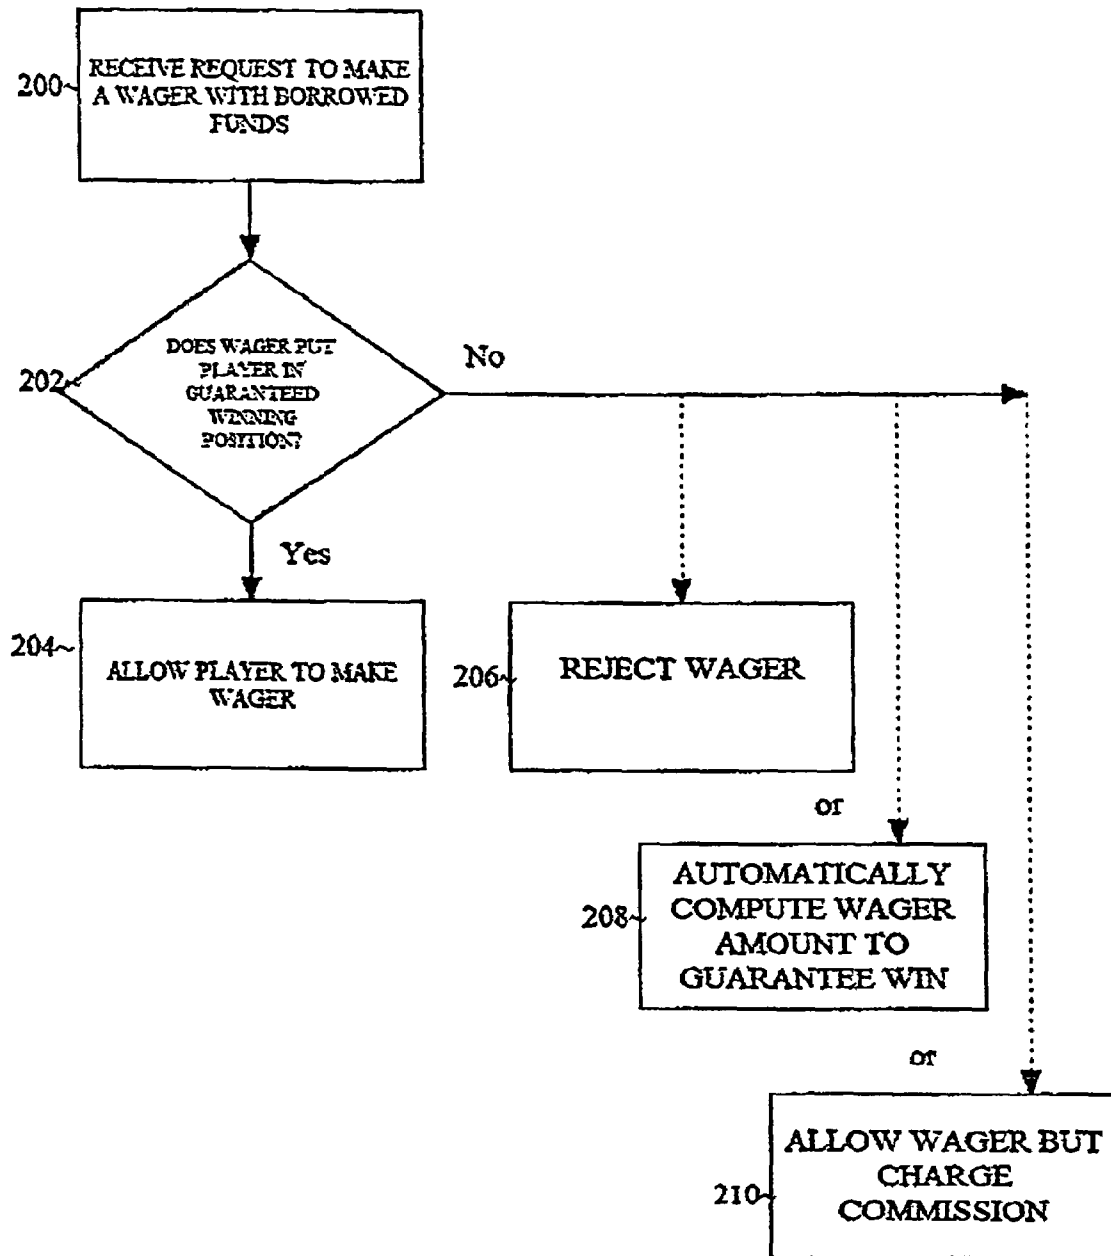 200~
RECEIVE REQUEST TO MAKE
A WAGER WITH BORROWED
FUNDS
202~
DOES WAGER PUT
PLAYER IN
GUARANTEED
WINNING
POSITION?
No
Yes
204~
ALLOW PLAYER TO MAKE
WAGER
206~
REJECT WAGER
or
208~
AUTOMATICALLY
COMPUTE WAGER
AMOUNT TO
GUARANTEE WIN
or
210~
ALLOW WAGER BUT
CHARGE
COMMISSION